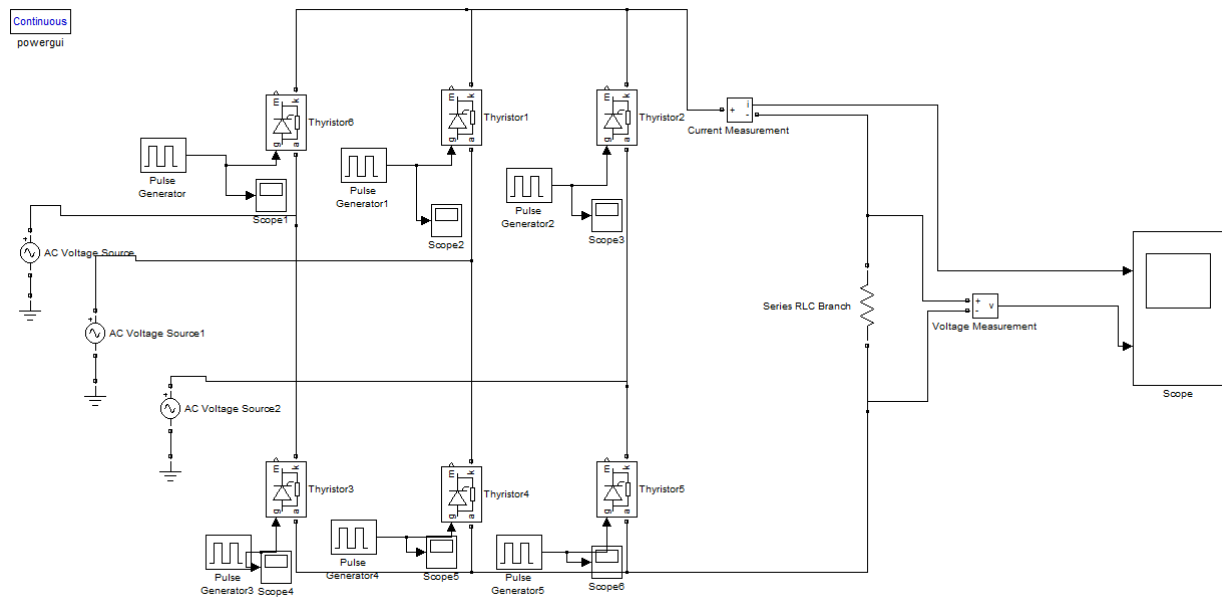 Continuous
powergui
m
k
g
a
Thyristor6
m
k
g
a
Thyristor1
m
k
g
a
Thyristor2
+
i
-
Current Measurement
Pulse
Generator
Scope1
Pulse
Generator1
Scope2
Pulse
Generator2
Scope3
+
AC Voltage Source
+
AC Voltage Source1
Series RLC Branch
+
-
v
Voltage Measurement
Scope
+
AC Voltage Source2
m
k
g
a
Thyristor3
m
k
g
a
Thyristor4
m
k
g
a
Thyristor5
Pulse
Generator3
Scope4
Pulse
Generator4
Scope5
Pulse
Generator5
Scope6